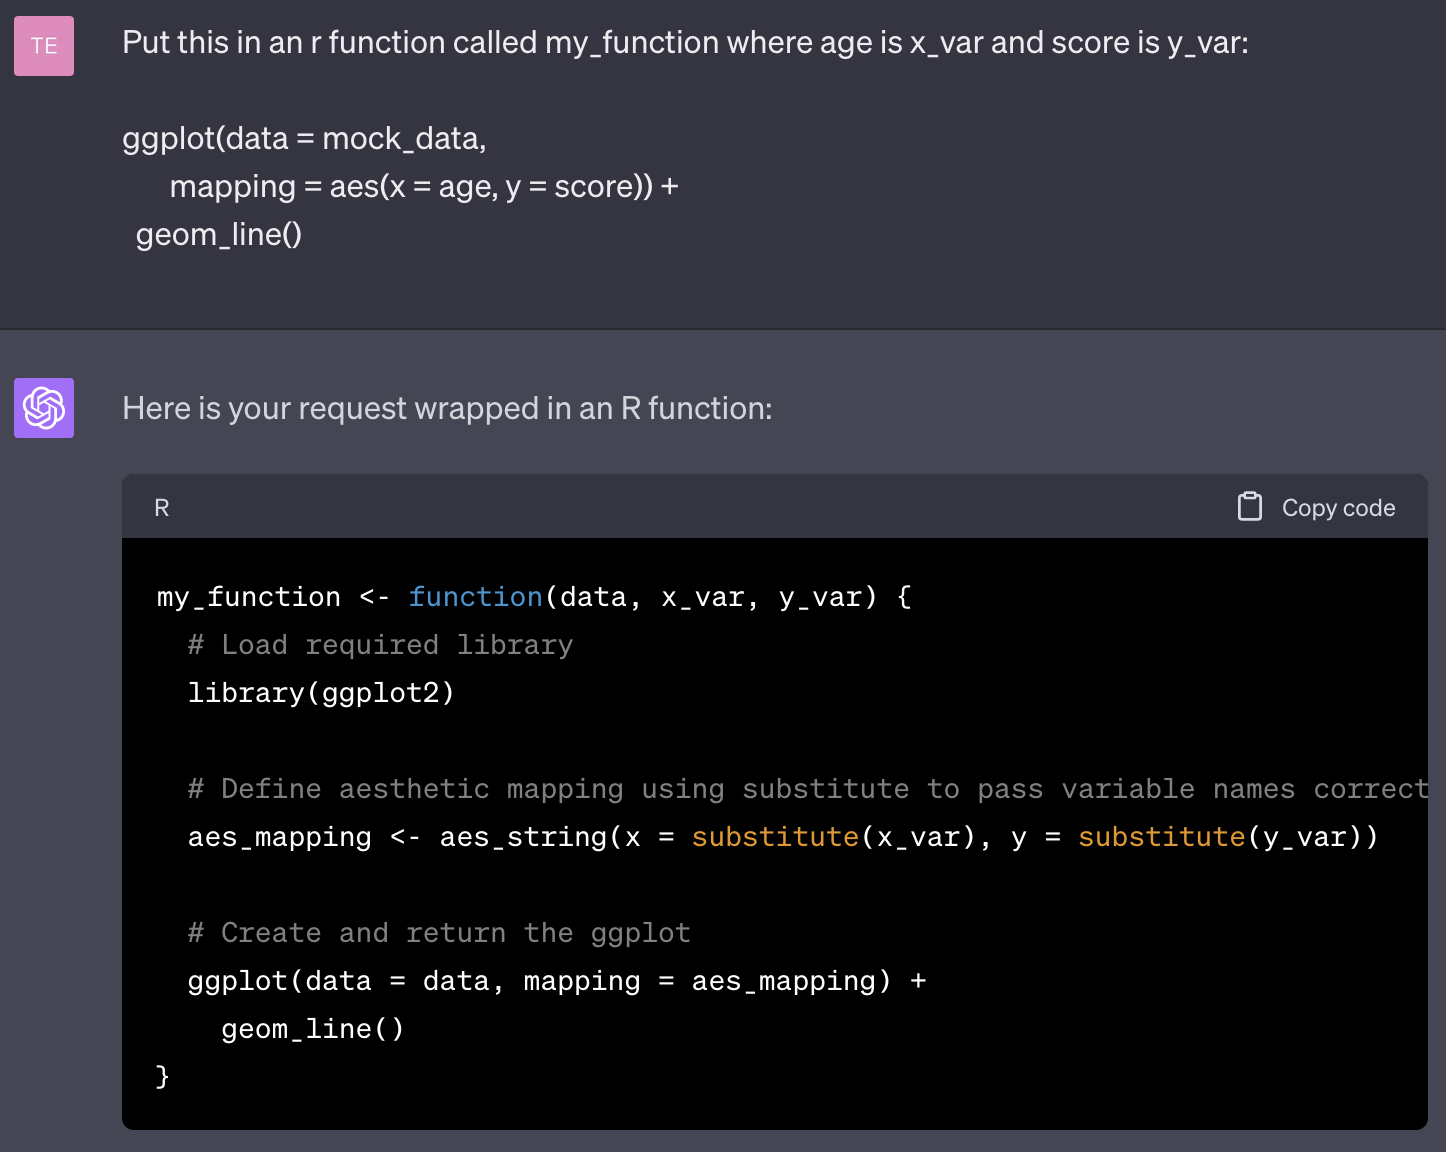 TE
Put this in an r function called my_function where age is x_var and score is y_var:
ggplot(data = mock_data,
mapping = aes(x = age, y = score)) +
geom_line()
Here is your request wrapped in an R function:
R
Copy code
my_function <- function(data, x_var, y_var) {
# Load required library
library(ggplot2)
# Define aesthetic mapping using substitute to pass variable names correct
aes_mapping <- aes_string(x = substitute(x_var), y = substitute(y_var))
# Create and return the ggplot
ggplot(data = data, mapping = aes_mapping) +
geom_line()
}